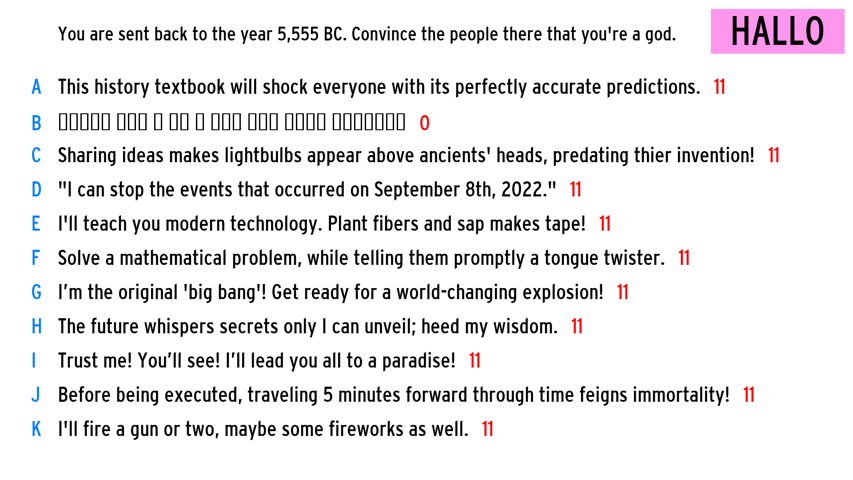 You are sent back to the year 5,555 BC. Convince the people there that you're a god.
HALLO
A This history textbook will shock everyone with its perfectly accurate predictions. 11
B 0
C Sharing ideas makes lightbulbs appear above ancients' heads, predating thier invention! 11
D "I can stop the events that occurred on September 8th, 2022." 11
E I'll teach you modern technology. Plant fibers and sap makes tape! 11
F Solve a mathematical problem, while telling them promptly a tongue twister. 11
G I’m the original 'big bang'! Get ready for a world-changing explosion! 11
H The future whispers secrets only I can unveil; heed my wisdom. 11
I Trust me! You’ll see! I’ll lead you all to a paradise! 11
J Before being executed, traveling 5 minutes forward through time feigns immortality! 11
K I'll fire a gun or two, maybe some fireworks as well. 11